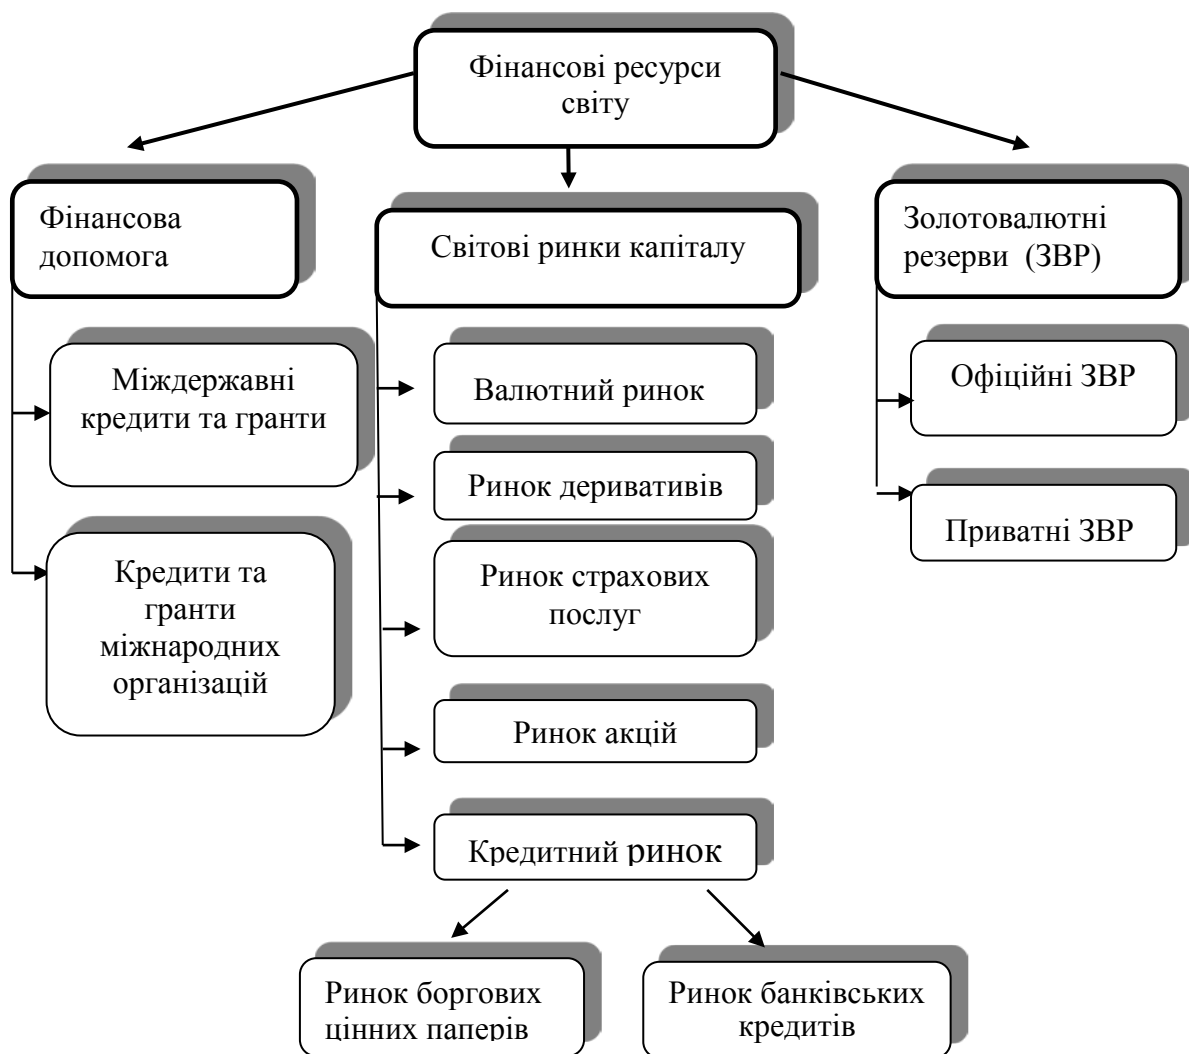 Фінансові ресурси
світу
Фінансова
допомога
Світові ринки капіталу
Золотовалютні
резерви (ЗВР)
Міждержавні
кредити та гранти
Кредити та
гранти
міжнародних
організацій
Валютний ринок
Ринок деривативів
Ринок страхових
послуг
Ринок акцій
Кредитний ринок
Офіційні ЗВР
Приватні ЗВР
Ринок боргових
цінних паперів
Ринок банківських
кредитів